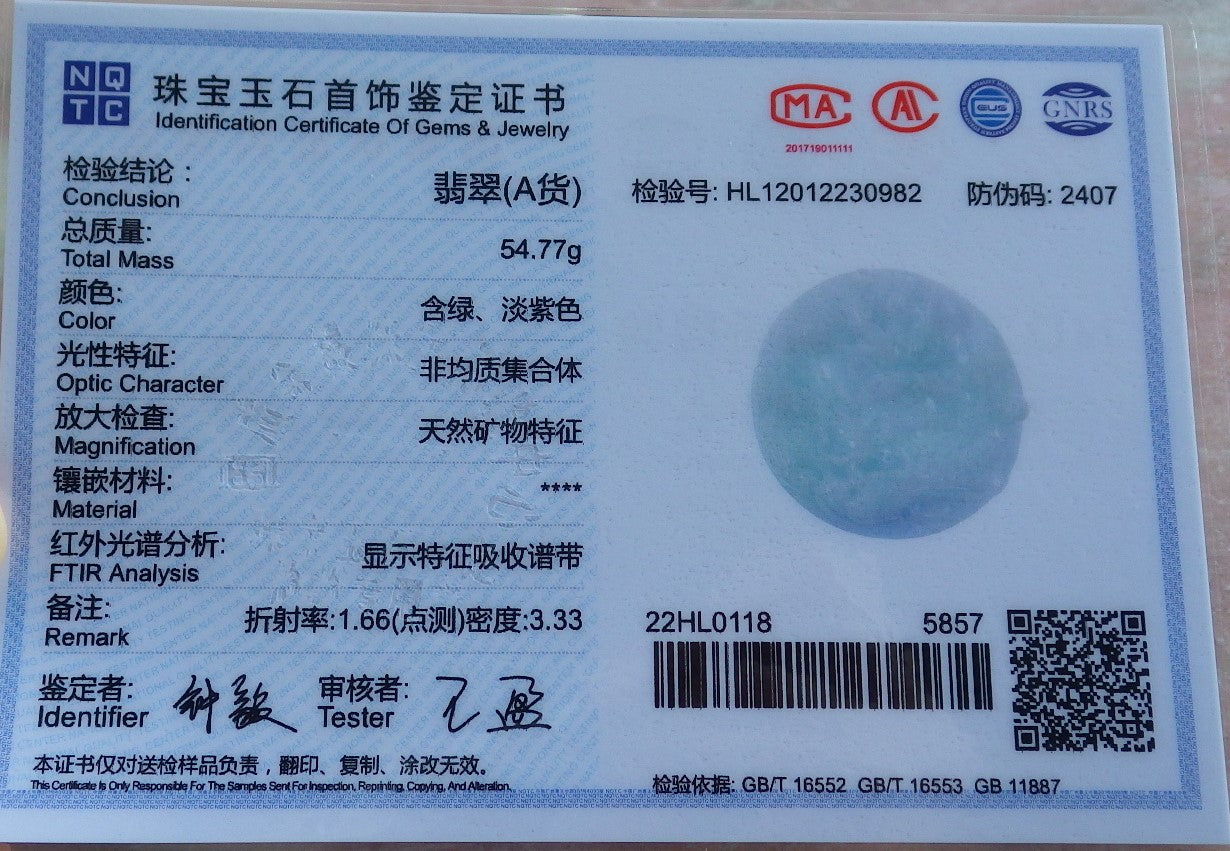 NQTC
珠宝玉石首饰鉴定证书
Identification Certificate Of Gems & Jewelry
检验结论：
Conclusion
翡翠(A货)
总质量:
Total Mass
54.77g
颜色:
Color
含绿、淡紫色
光性特征:
Optic Character
非均质集合体
放大检查:
Magnification
天然矿物特征
镶嵌材料:
Material
****
红外光谱分析:
FTIR Analysis
显示特征吸收谱带
备注:
Remark
折射率:1.66(点测)密度:3.33
鉴定者:
Identifier
审核者:
Tester
本证书仅对送检样品负责，翻印、复制、涂改无效。
This Certificate Is Only Responsible For The Samples Sent For Inspection, Reprinting, Copying, And Alteration.
MA
201719011111
AL
CGUS
GNRS
检验号: HL12012230982 防伪码: 2407
22HL0118 5857
检验依据: GB/T 16552 GB/T 16553 GB 11887